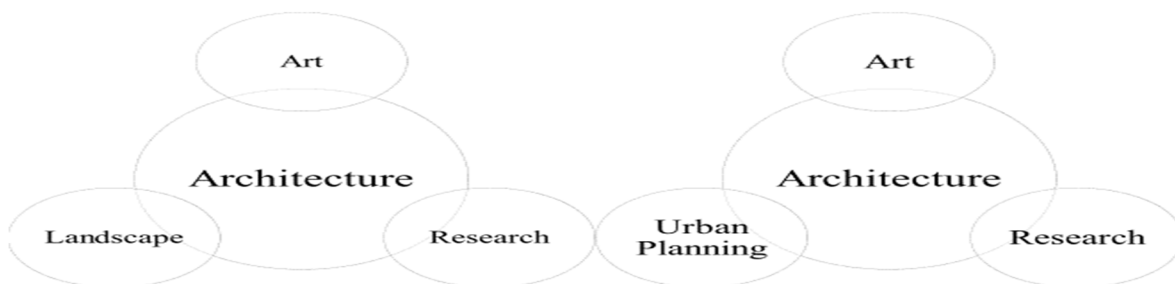 Art
Architecture
Landscape
Research
Art
Architecture
Urban
Planning
Research